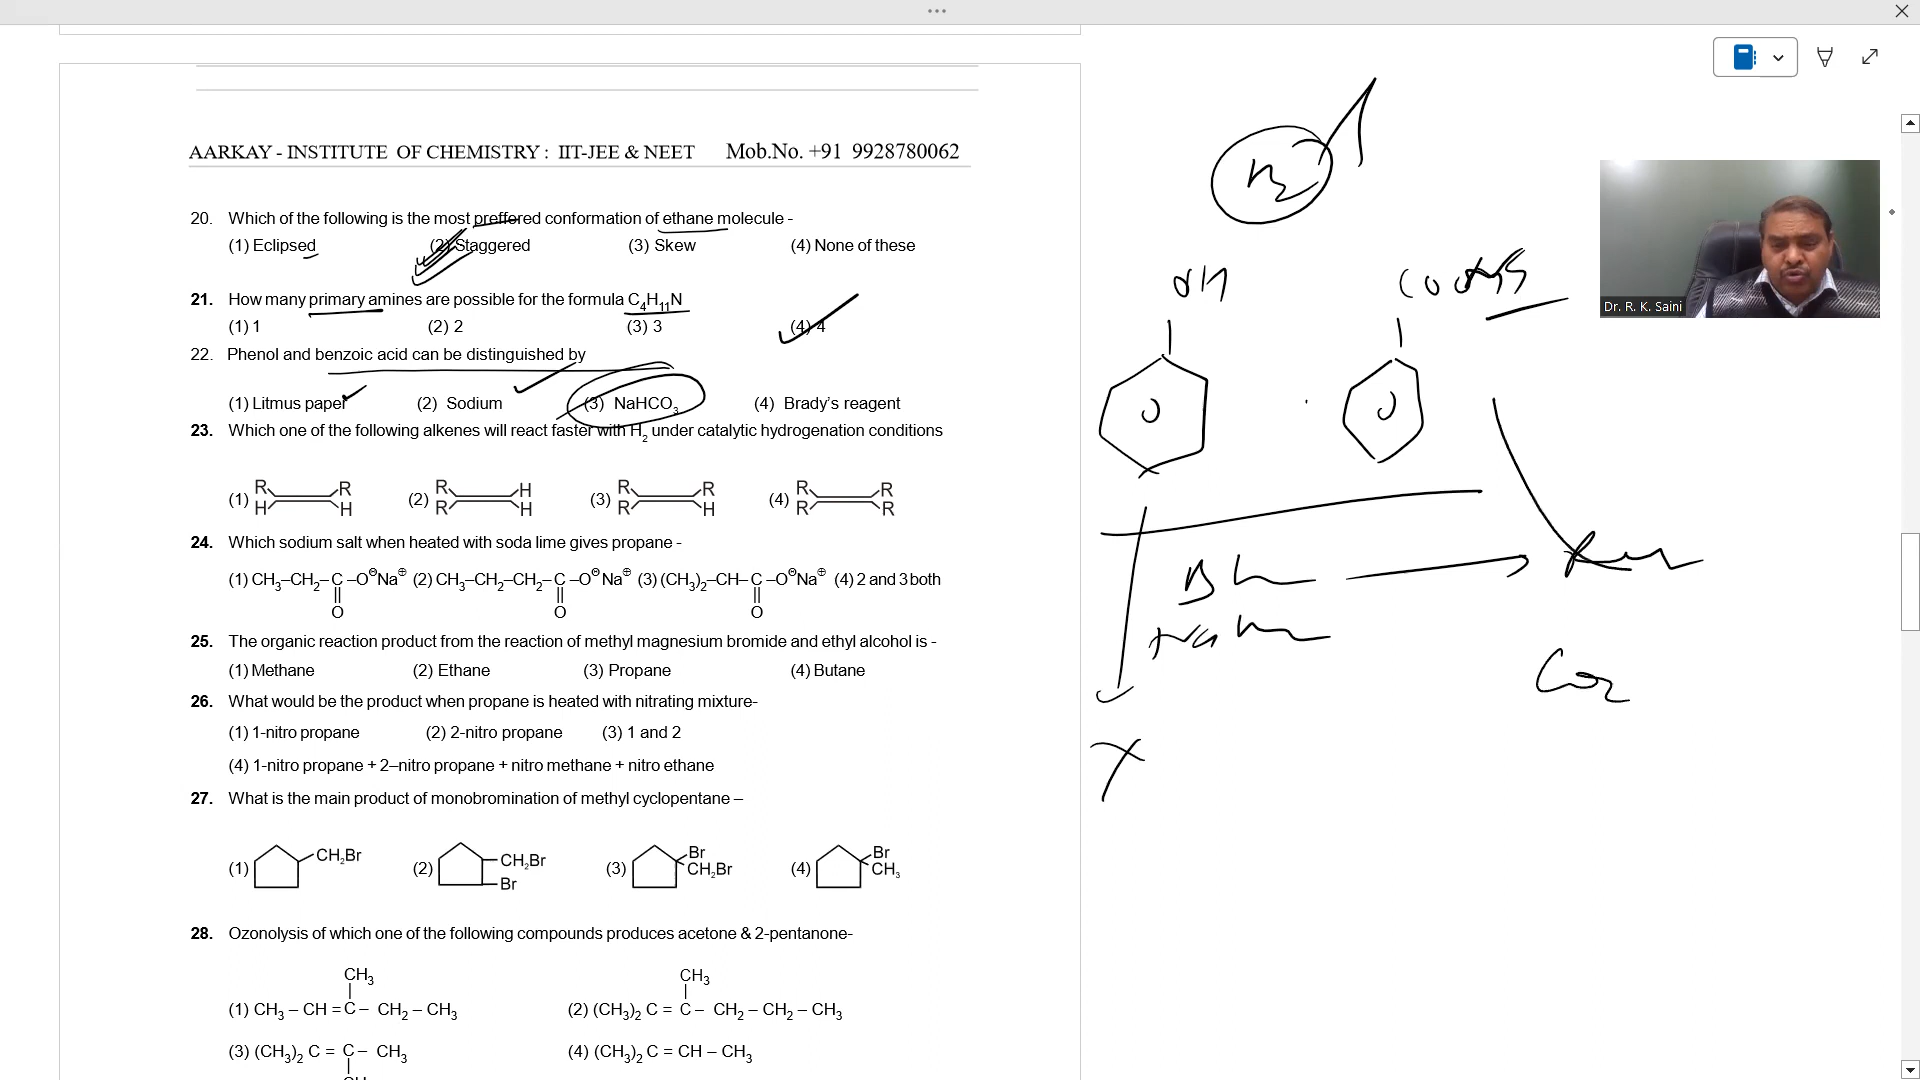 AARKAY - INSTITUTE OF CHEMISTRY : IIT-JEE & NEET Mob.No. +91 9928780062
20. Which of the following is the most preffered conformation of ethane molecule -
(1) Eclipsed (2) Staggered (3) Skew (4) None of these
21. How many primary amines are possible for the formula C4H11N
(1) 1 (2) 2 (3) 3 (4) 4
22. Phenol and benzoic acid can be distinguished by
(1) Litmus paper (2) Sodium (3) NaHCO3 (4) Brady's reagent
23. Which one of the following alkenes will react faster with H2 under catalytic hydrogenation conditions
(1) R R (2) R H (3) R R (4) R R
H H R H R H R R
24. Which sodium salt when heated with soda lime gives propane -
(1) CH3–CH2–C –O⊖Na⊕ (2) CH3–CH2–CH2–C –O⊖Na⊕ (3) (CH3)2–CH–C –O⊖Na⊕ (4) 2 and 3 both
O O O
25. The organic reaction product from the reaction of methyl magnesium bromide and ethyl alcohol is -
(1) Methane (2) Ethane (3) Propane (4) Butane
26. What would be the product when propane is heated with nitrating mixture-
(1) 1-nitro propane (2) 2-nitro propane (3) 1 and 2
(4) 1-nitro propane + 2–nitro propane + nitro methane + nitro ethane
27. What is the main product of monobromination of methyl cyclopentane –
(1) CH2Br (2) CH2Br Br (3) Br CH2Br (4) Br CH3
28. Ozonolysis of which one of the following compounds produces acetone & 2-pentanone-
CH3 CH3
(1) CH3 – CH = C – CH2 – CH3 (2) (CH3)2 C = C – CH2 – CH2 – CH3
(3) (CH3)2 C = C – CH3 (4) (CH3)2 C = CH – CH3
OH
Dr. R. K. Saini
CO2